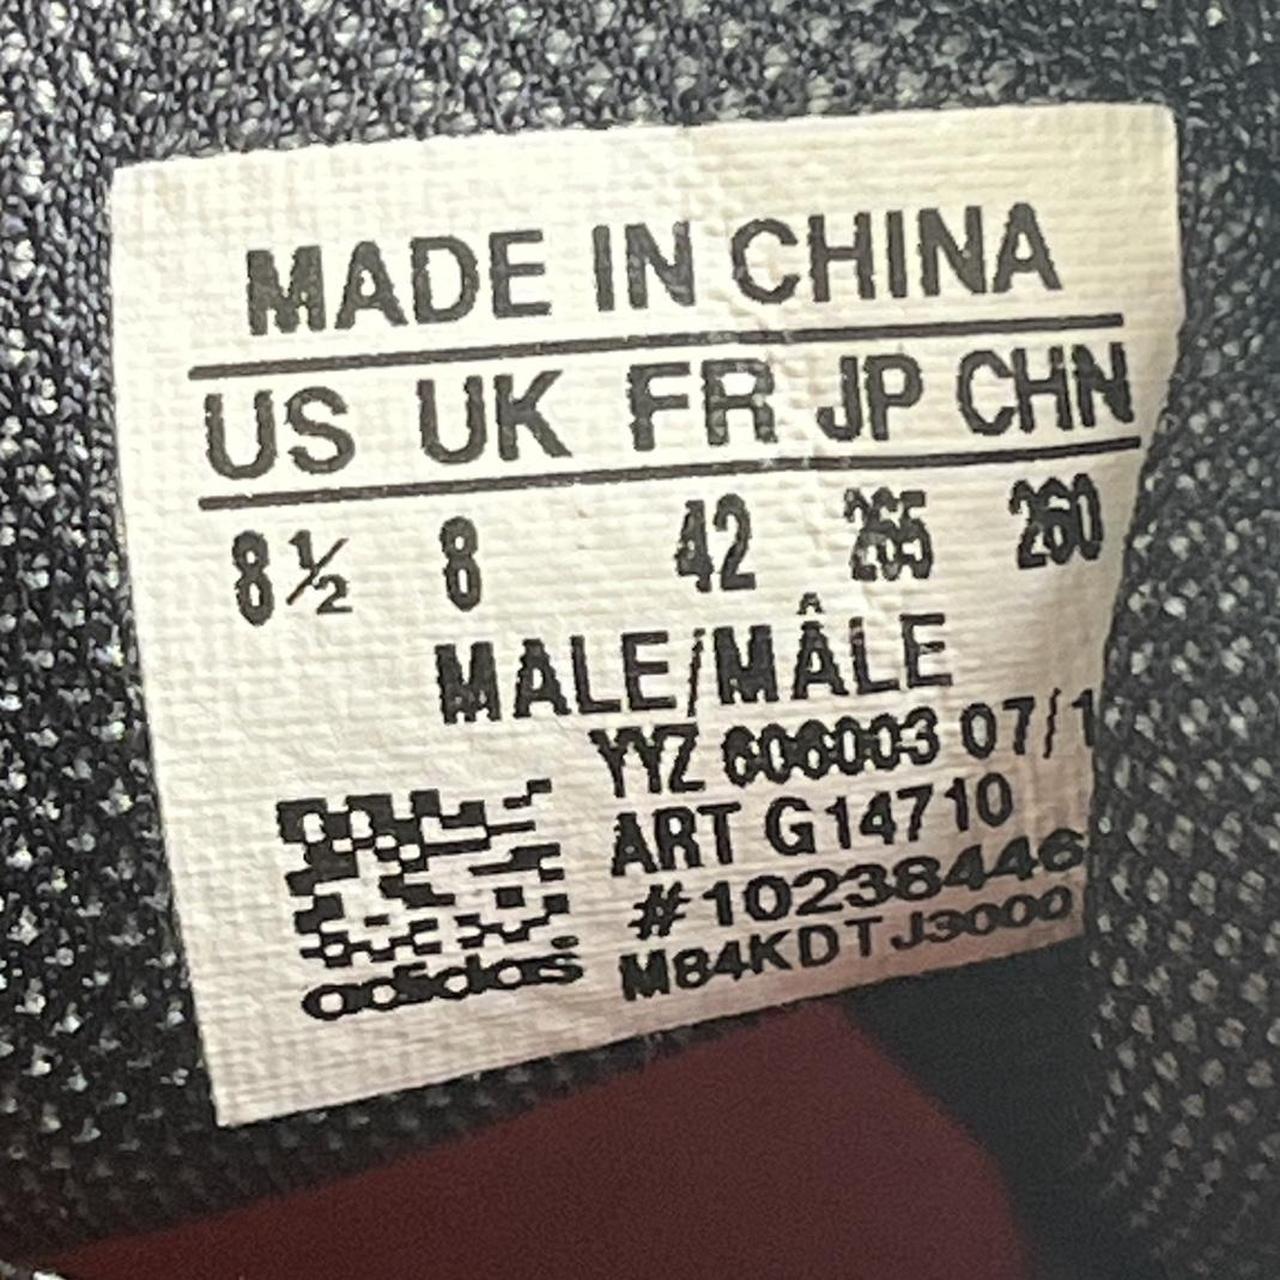 MADE IN CHINA
US UK FR JP CHN
8½ 8 42 265 260
MALE/MÂLE
YYZ 606003 07/1
ART G14710
#10238446
adidas M84KDTJ3000